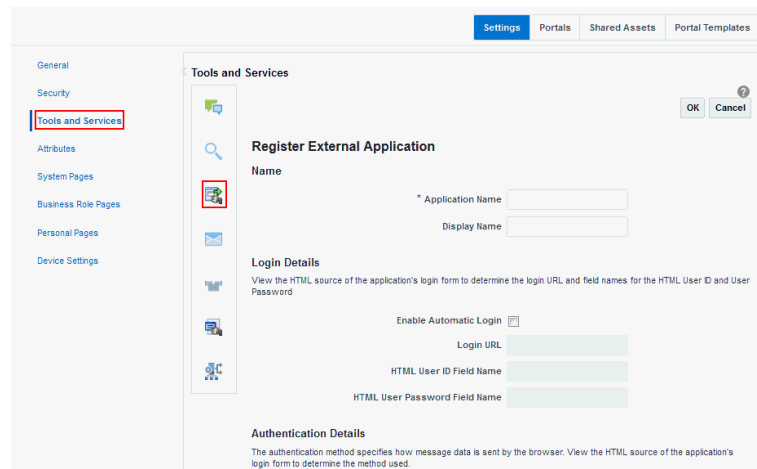 Settings Portals Shared Assets Portal Templates
General
Security
Tools and Services
Attributes
System Pages
Business Role Pages
Personal Pages
Device Settings
Tools and Services
?
OK Cancel
Register External Application
Name
* Application Name
Display Name
Login Details
View the HTML source of the application's login form to determine the login URL and field names for the HTML User ID and User
Password
Enable Automatic Login
Login URL
HTML User ID Field Name
HTML User Password Field Name
Authentication Details
The authentication method specifies how message data is sent by the browser. View the HTML source of the application's
login form to determine the method used.